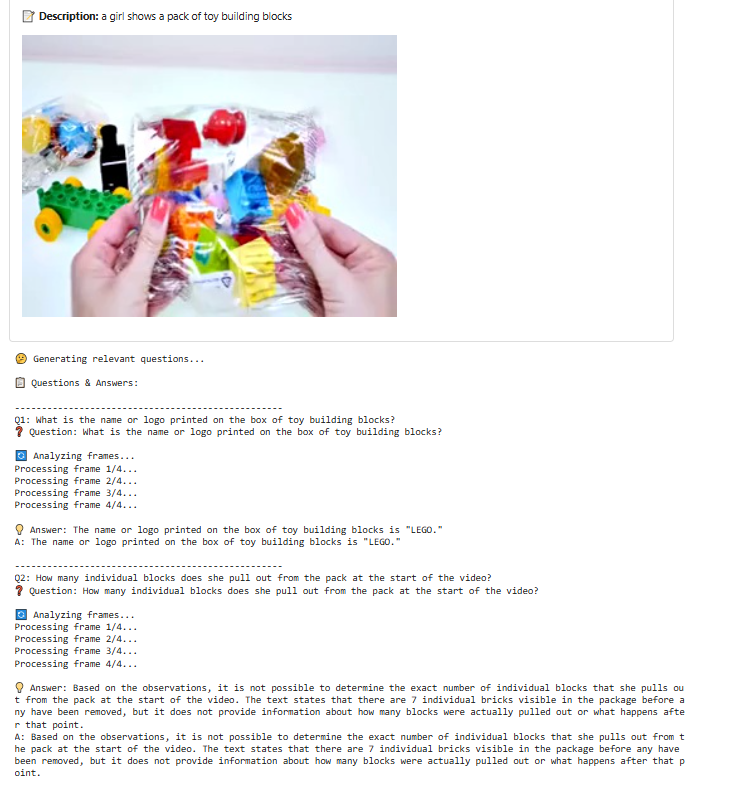 📝 Description: a girl shows a pack of toy building blocks
🤔 Generating relevant questions...
📋 Questions & Answers:
--------------------------------------------------
Q1: What is the name or logo printed on the box of toy building blocks?
❓ Question: What is the name or logo printed on the box of toy building blocks?
🔄 Analyzing frames...
Processing frame 1/4...
Processing frame 2/4...
Processing frame 3/4...
Processing frame 4/4...
💡 Answer: The name or logo printed on the box of toy building blocks is "LEGO."
A: The name or logo printed on the box of toy building blocks is "LEGO."
--------------------------------------------------
Q2: How many individual blocks does she pull out from the pack at the start of the video?
❓ Question: How many individual blocks does she pull out from the pack at the start of the video?
🔄 Analyzing frames...
Processing frame 1/4...
Processing frame 2/4...
Processing frame 3/4...
Processing frame 4/4...
💡 Answer: Based on the observations, it is not possible to determine the exact number of individual blocks that she pulls ou
t from the pack at the start of the video. The text states that there are 7 individual bricks visible in the package before a
ny have been removed, but it does not provide information about how many blocks were actually pulled out or what happens afte
r that point.
A: Based on the observations, it is not possible to determine the exact number of individual blocks that she pulls out from t
he pack at the start of the video. The text states that there are 7 individual bricks visible in the package before any have
been removed, but it does not provide information about how many blocks were actually pulled out or what happens after that p
oint.